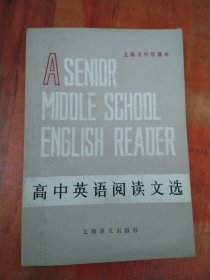 上海市中学课本
A SENIOR
MIDDLE SCHOOL
ENGLISH READER
高中英语阅读文选
上海译文出版社